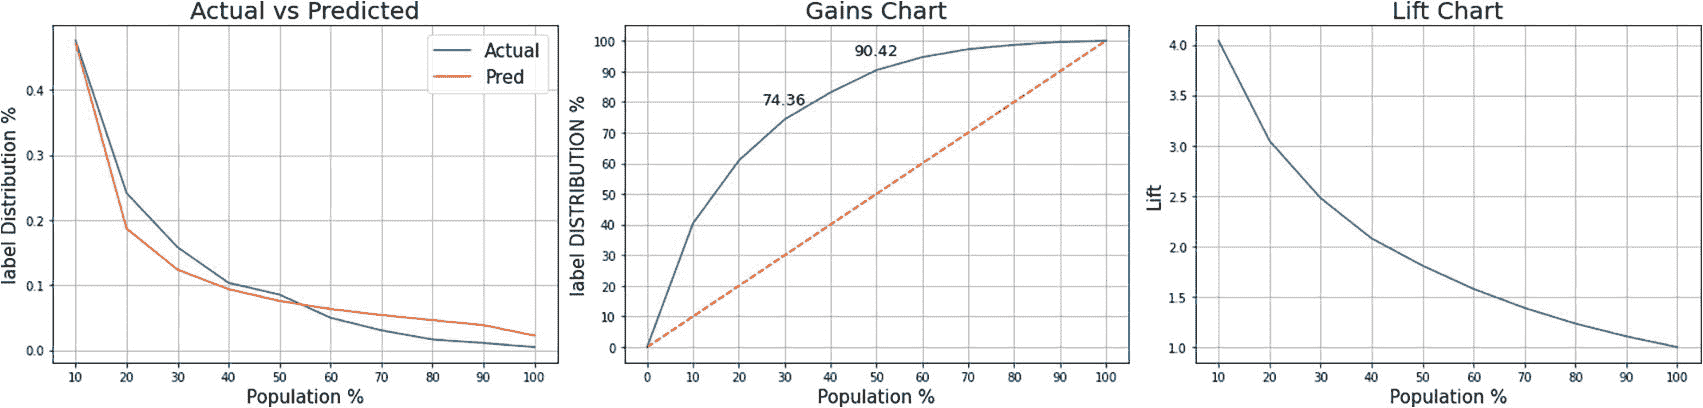 Actual vs Predicted
label Distribution %
0.4
0.3
0.2
0.1
0.0
Actual
Pred
10 20 30 40 50 60 70 80 90 100
Population %
Gains Chart
label DISTRIBUTION %
100
90
80
70
60
50
40
30
20
10
0
90.42
74.36
0 10 20 30 40 50 60 70 80 90 100
Population %
Lift Chart
Lift
4.0
3.5
3.0
2.5
2.0
1.5
1.0
10 20 30 40 50 60 70 80 90 100
Population %